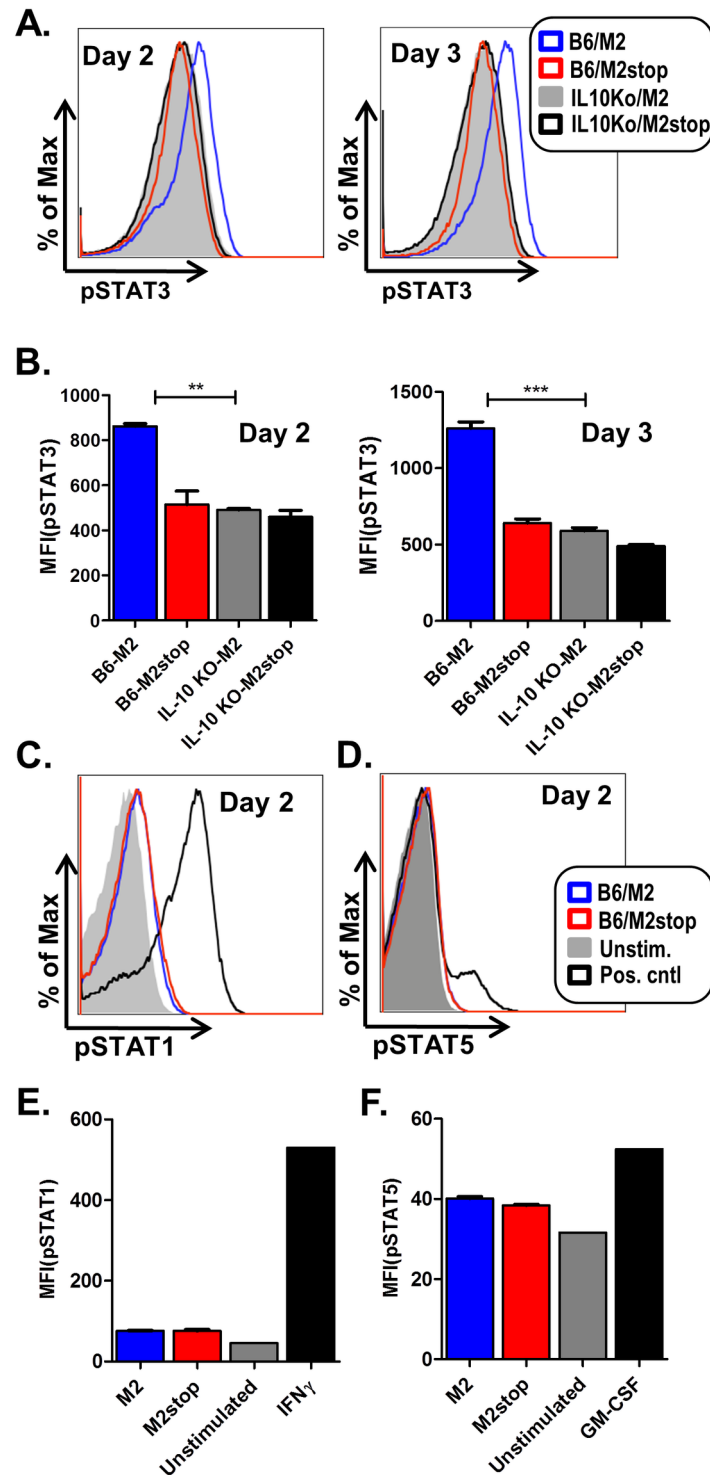 A.
Day 2
% of Max
pSTAT3
Day 3
% of Max
pSTAT3
B6/M2
B6/M2stop
IL10Ko/M2
IL10Ko/M2stop
B.
MFI(pSTAT3)
1000
800
600
400
200
0
**
Day 2
B6-M2
B6-M2stop
IL-10 KO-M2
IL-10 KO-M2stop
MFI(pSTAT3)
1500
1000
500
0
***
Day 3
B6-M2
B6-M2stop
IL-10 KO-M2
IL-10 KO-M2stop
C.
Day 2
% of Max
pSTAT1
D.
Day 2
% of Max
pSTAT5
B6/M2
B6/M2stop
Unstim.
Pos. cntl
E.
MFI(pSTAT1)
600
400
200
0
M2
M2stop
Unstimulated
IFNγ
F.
MFI(pSTAT5)
60
40
20
0
M2
M2stop
Unstimulated
GM-CSF